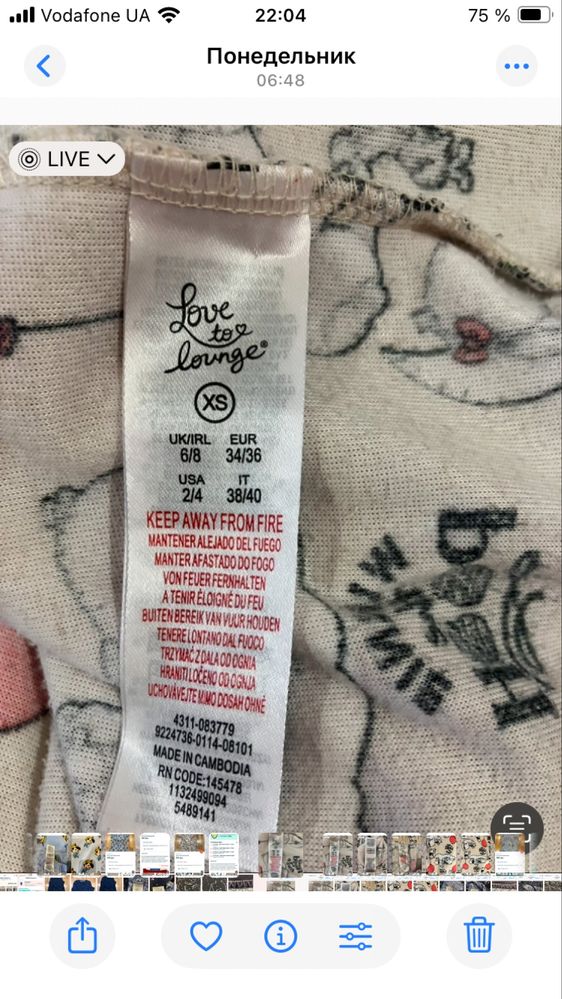 Vodafone UA
22:04
75 %
Понедельник
06:48
LIVE
Love
to
lounge®
XS
UK/IRL EUR
6/8 34/36
USA IT
2/4 38/40
KEEP AWAY FROM FIRE
MANTENER ALEJADO DEL FUEGO
MANTER AFASTADO DO FOGO
VON FEUER FERNHALTEN
A TENIR ÉLOIGNÉ DU FEU
BUITEN BEREIK VAN VUUR HOUDEN
TENERE LONTANO DAL FUOCO
TRZYMAĆ Z DALA OD OGNIA
HRANITI LOČENO OD OGNJA
UCHOVÁVEJTE MIMO DOSAH OHNĚ
4311-083779
9224736-0114-08101
MADE IN CAMBODIA
RN CODE:145478
1132499094
5489141